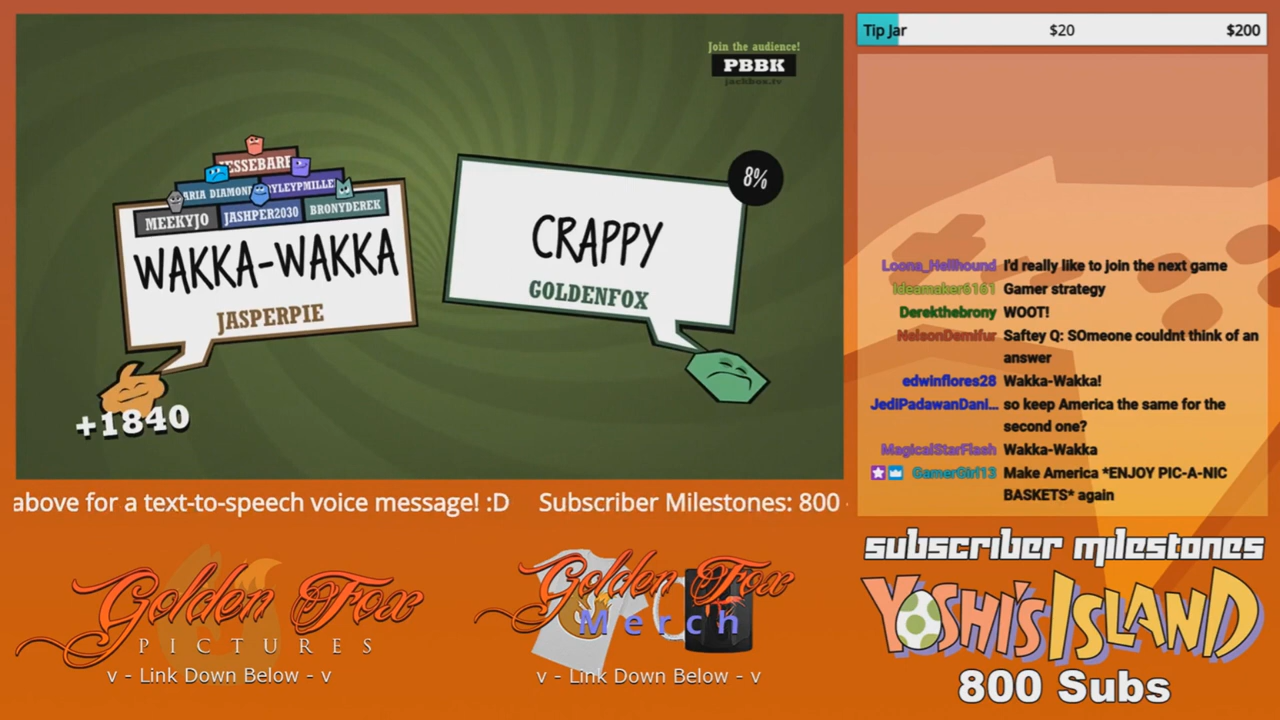 Join the audience!
PBBK
jackbox.tv
JESSEBARE
ARIA DIAMOND
RYLEYPMILLE
MEEKYJO
JASHPER2030
BRONYDEREK
WAKKA-WAKKA
JASPERPIE
+1840
8%
CRAPPY
GOLDENFOX
Tip Jar $20 $200
Loona_Hellhound I'd really like to join the next game
Ideamaker6161 Gamer strategy
Derekthebrony WOOT!
NelsonDemifur Saftey Q: SOmeone couldnt think of an
answer
edwinflores28 Wakka-Wakka!
JediPadawanDani... so keep America the same for the
second one?
MagicalStarFlash Wakka-Wakka
GamerGirl13 Make America *ENJOY PIC-A-NIC
BASKETS* again
above for a text-to-speech voice message! :D Subscriber Milestones: 800
Golden Fox
PICTURES
v - Link Down Below - v
Golden Fox
Merch
v - Link Down Below - v
subscriber milestones
YOSHI'S ISLAND
800 Subs